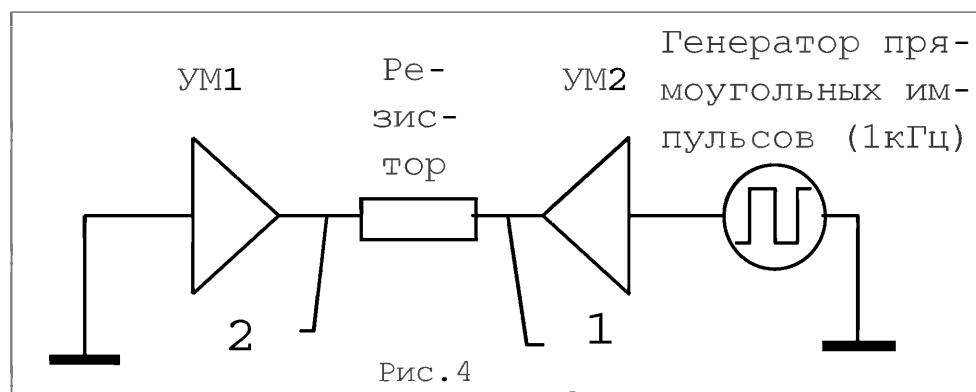 УМ1
Ре-
зис-
тор
УМ2
Генератор пря-
моугольных им-
пульсов (1кГц)
2
1
Рис.4